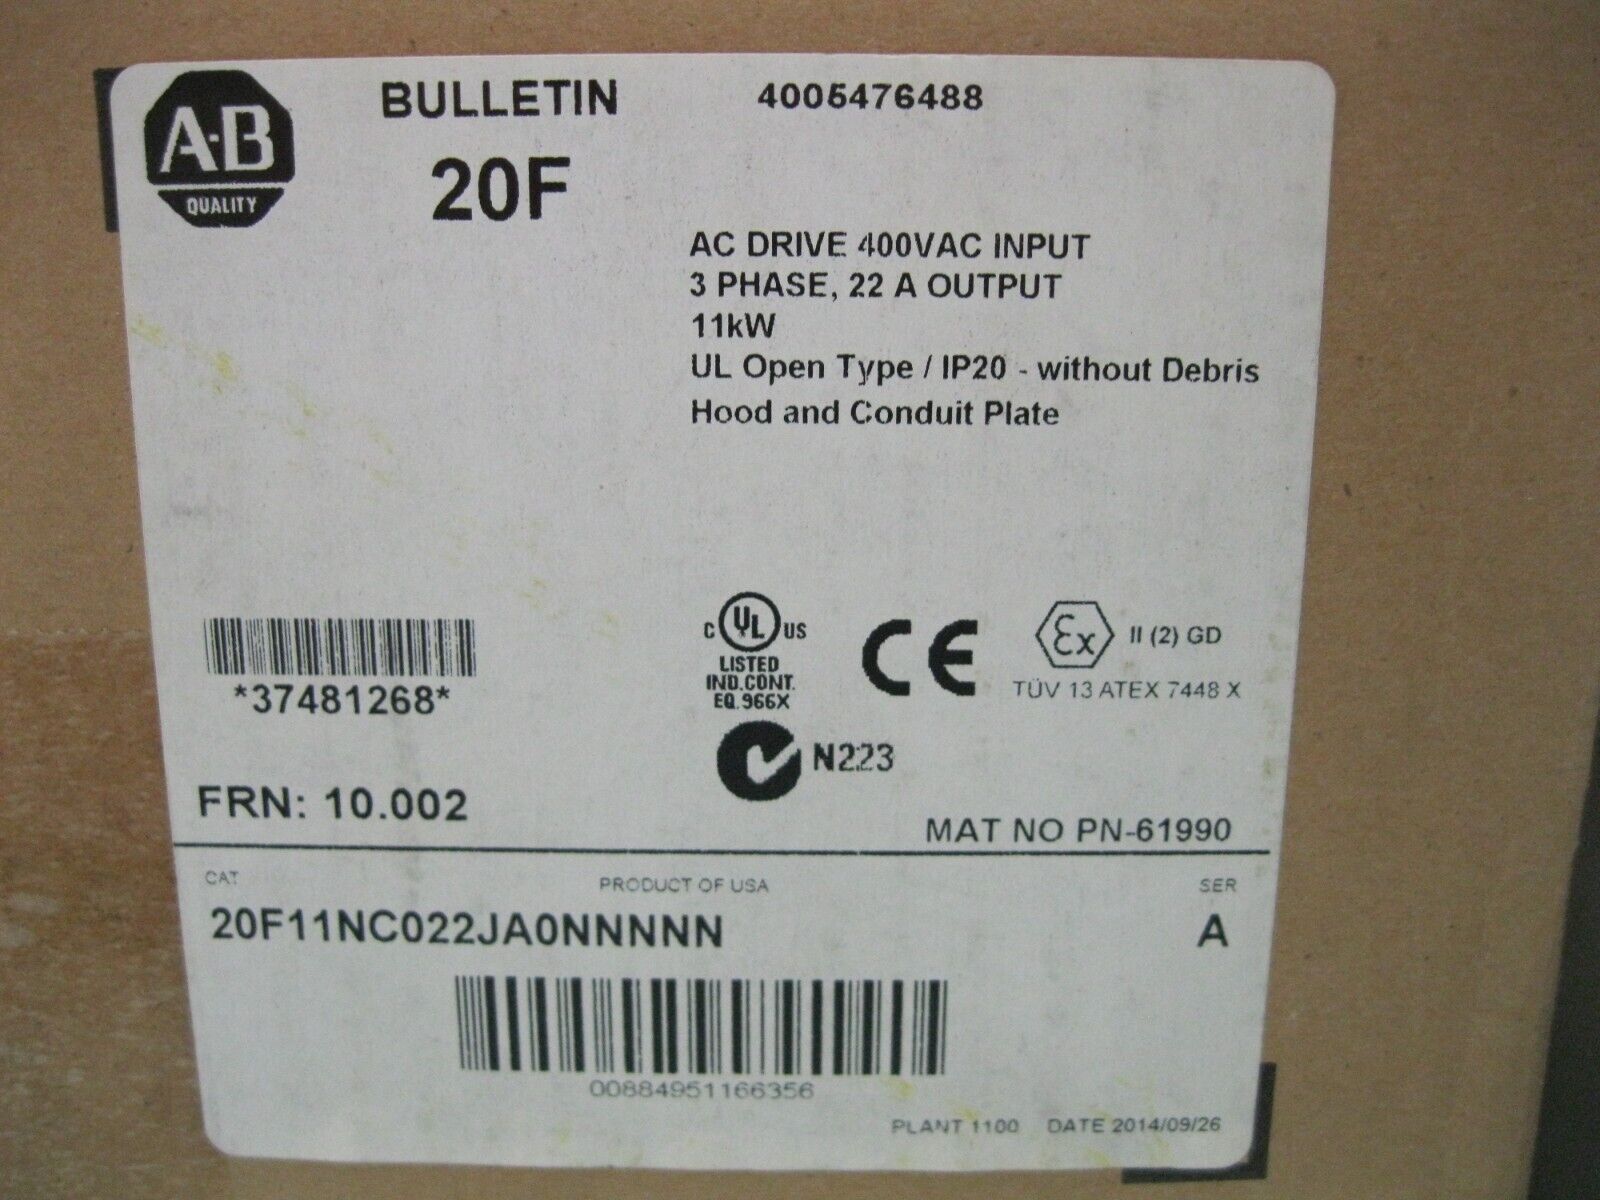 A-B
QUALITY
BULLETIN
4005476488
20F
AC DRIVE 400VAC INPUT
3 PHASE, 22 A OUTPUT
11kW
UL Open Type / IP20 - without Debris
Hood and Conduit Plate
*37481268*
C UL US
LISTED
IND.CONT.
EQ.966X
CE
Ex II (2) GD
TÜV 13 ATEX 7448 X
N223
FRN: 10.002
MAT NO PN-61990
CAT
PRODUCT OF USA
SER
20F11NC022JA0NNNNN
A
00884951166356
PLANT 1100 DATE 2014/09/26